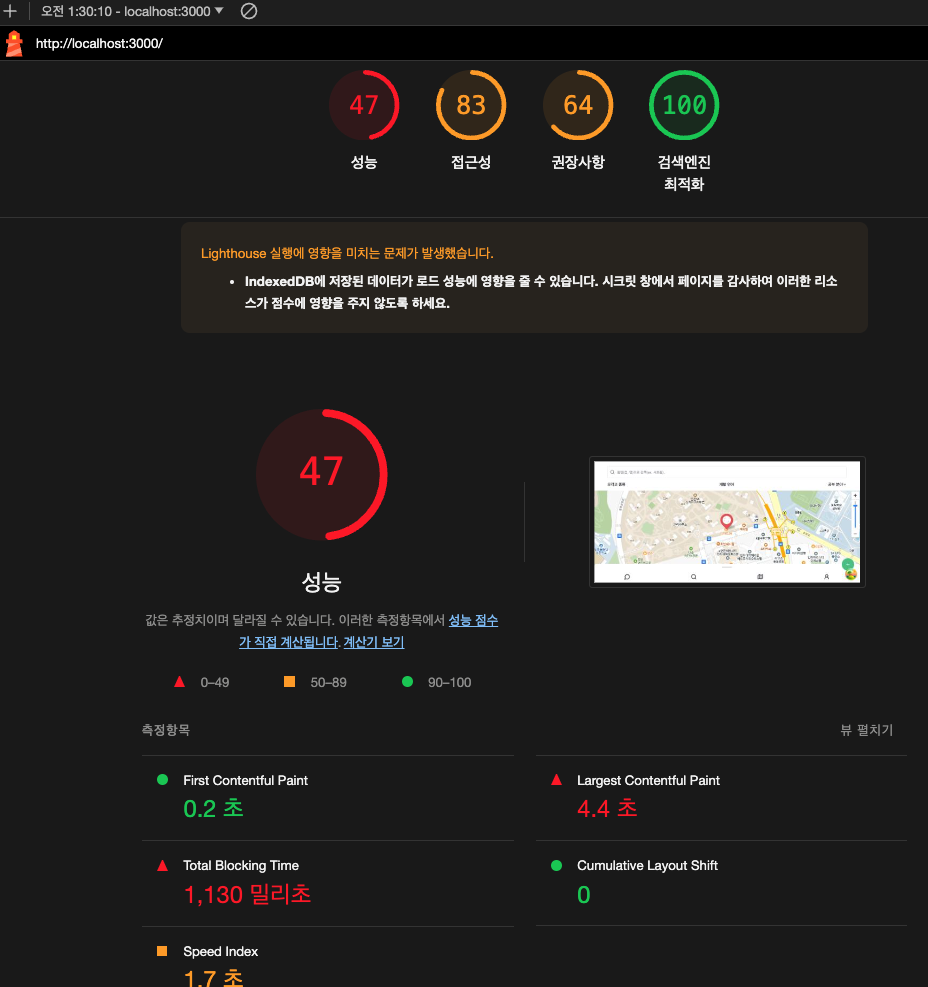 오전 1:30:10 - localhost:3000
http://localhost:3000/
47
83
64
100
성능
접근성
권장사항
검색엔진
최적화
Lighthouse 실행에 영향을 미치는 문제가 발생했습니다.
• IndexedDB에 저장된 데이터가 로드 성능에 영향을 줄 수 있습니다. 시크릿 창에서 페이지를 감사하여 이러한 리소
스가 점수에 영향을 주지 않도록 하세요.
47
성능
값은 추정치이며 달라질 수 있습니다. 이러한 측정항목에서 성능 점수
가 직접 계산됩니다. 계산기 보기
0–49
50–89
90–100
측정항목
뷰 펼치기
First Contentful Paint
0.2 초
Largest Contentful Paint
4.4 초
Total Blocking Time
1,130 밀리초
Cumulative Layout Shift
0
Speed Index
1.7 초